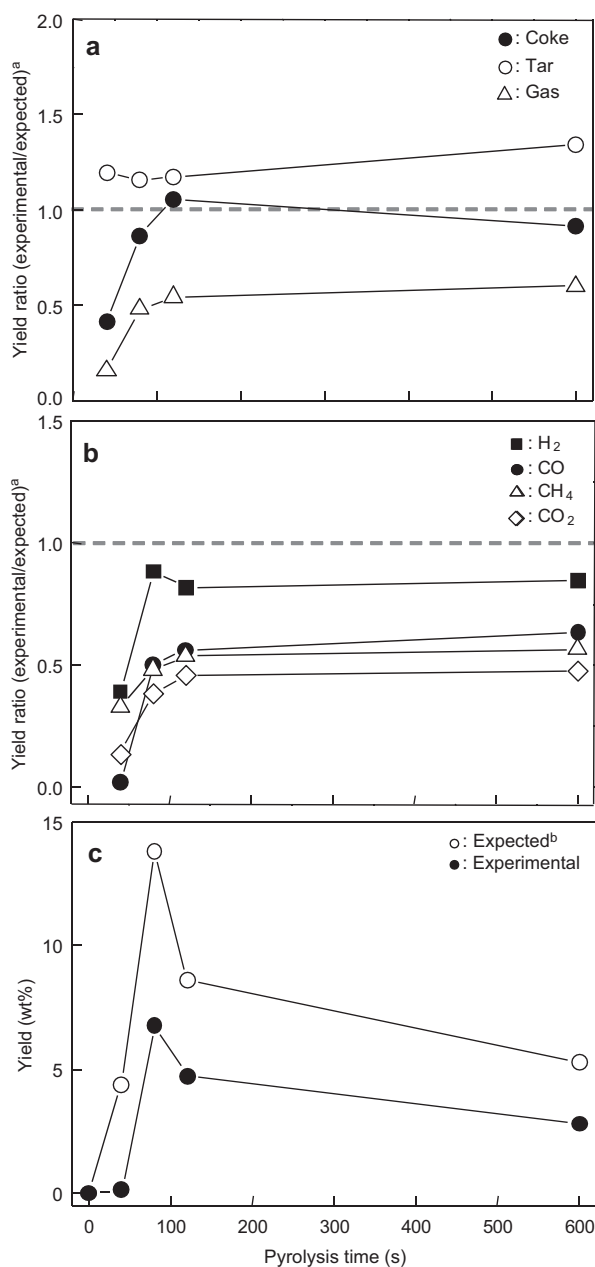 2.0
a
●: Coke
○: Tar
△: Gas
1.5
1.0
0.5
0.0
Yield ratio (experimental/expected)ᵃ
1.5
b
■: H₂
●: CO
△: CH₄
◇: CO₂
1.0
0.5
0.0
Yield ratio (experimental/expected)ᵃ
15
c
○: Expectedᵇ
●: Experimental
10
5
0
Yield (wt%)
0 100 200 300 400 500 600
Pyrolysis time (s)